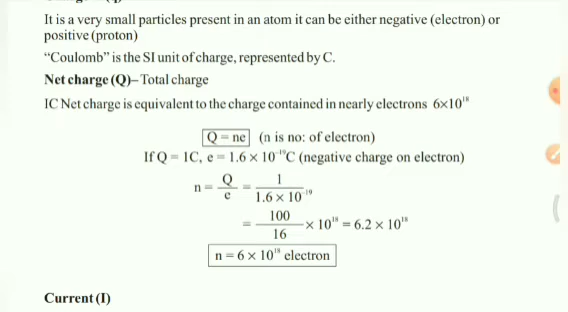 It is a very small particles present in an atom it can be either negative (electron) or
positive (proton)
“Coulomb” is the SI unit of charge, represented by C.
Net charge (Q)– Total charge
IC Net charge is equivalent to the charge contained in nearly electrons 6×10¹⁸
Q = ne (n is no: of electron)
If Q = 1C, e = 1.6 × 10⁻¹⁹C (negative charge on electron)
n = Q/e = 1/(1.6 × 10⁻¹⁹)
= 100/16 × 10¹⁸ = 6.2 × 10¹⁸
n = 6 × 10¹⁸ electron
Current (I)